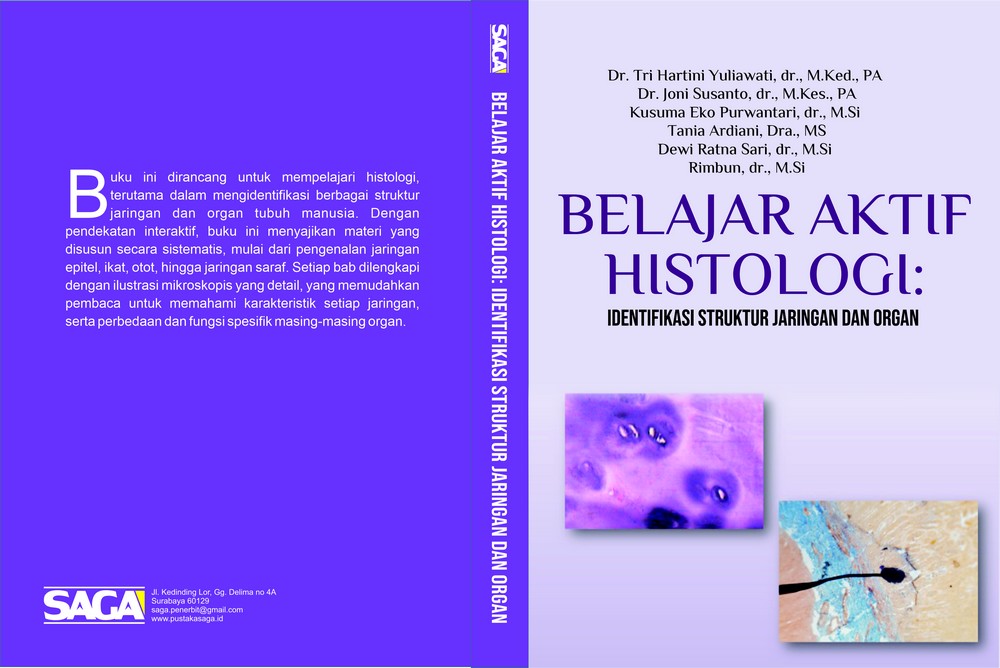 Buku ini dirancang untuk mempelajari histologi,
terutama dalam mengidentifikasi berbagai struktur
jaringan dan organ tubuh manusia. Dengan
pendekatan interaktif, buku ini menyajikan materi yang
disusun secara sistematis, mulai dari pengenalan jaringan
epitel, ikat, otot, hingga jaringan saraf. Setiap bab dilengkapi
dengan ilustrasi mikroskopis yang detail, yang memudahkan
pembaca untuk memahami karakteristik setiap jaringan,
serta perbedaan dan fungsi spesifik masing-masing organ.
SAGA
Jl. Kedinding Lor, Gg. Delima no 4A
Surabaya 60129
saga.penerbit@gmail.com
www.pustakasaga.id
SAGA
BELAJAR AKTIF HISTOLOGI: IDENTIFIKASI STRUKTUR JARINGAN DAN ORGAN
Dr. Tri Hartini Yuliawati, dr., M.Ked., PA
Dr. Joni Susanto, dr., M.Kes., PA
Kusuma Eko Purwantari, dr., M.Si
Tania Ardiani, Dra., MS
Dewi Ratna Sari, dr., M.Si
Rimbun, dr., M.Si
BELAJAR AKTIF
HISTOLOGI:
IDENTIFIKASI STRUKTUR JARINGAN DAN ORGAN